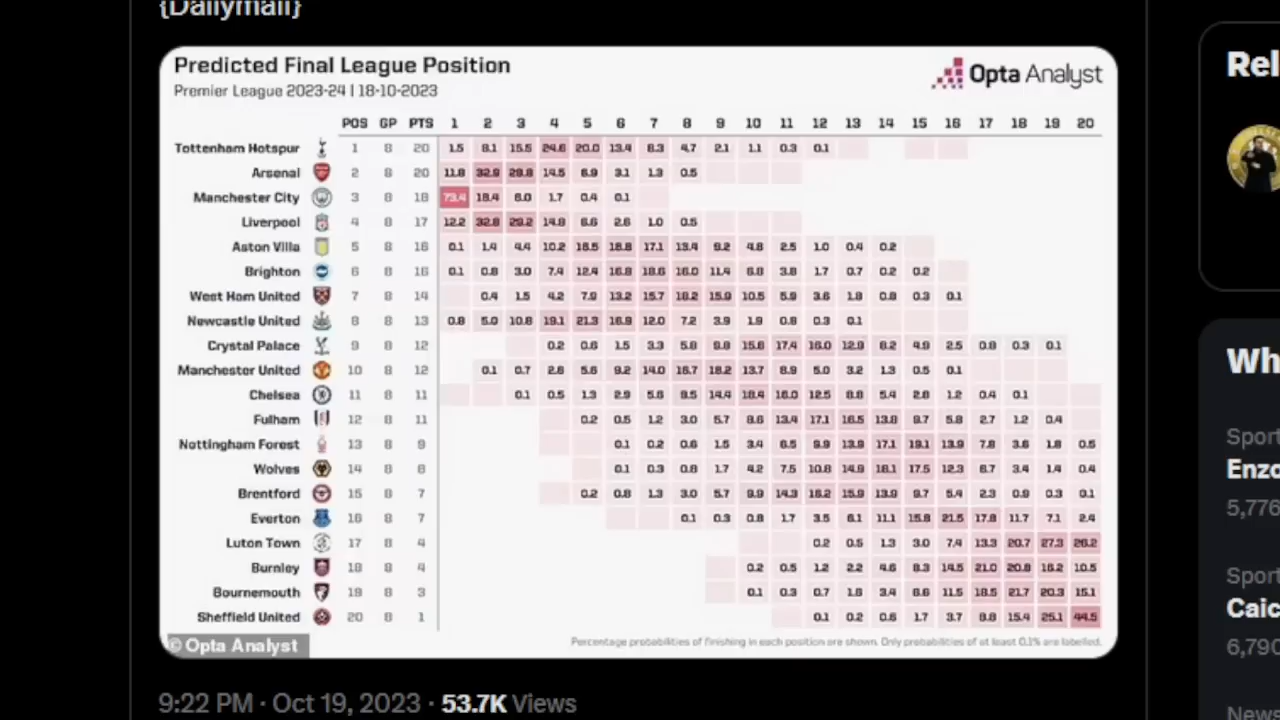 {Dailymail}
Predicted Final League Position
Premier League 2023-24 | 18-10-2023
Opta Analyst
POS GP PTS 1 2 3 4 5 6 7 8 9 10 11 12 13 14 15 16 17 18 19 20
Tottenham Hotspur 1 8 20 1.5 8.1 15.5 24.6 20.0 13.4 8.3 4.7 2.1 1.1 0.3 0.1
Arsenal 2 8 20 11.8 32.9 28.8 14.5 6.9 3.1 1.3 0.5
Manchester City 3 8 18 73.4 18.4 6.0 1.7 0.4 0.1
Liverpool 4 8 17 12.2 32.8 29.2 14.8 6.6 2.6 1.0 0.5
Aston Villa 5 8 16 0.1 1.4 4.4 10.2 16.5 18.8 17.1 13.4 9.2 4.8 2.5 1.0 0.4 0.2
Brighton 6 8 16 0.1 0.8 3.0 7.4 12.4 16.8 18.6 16.0 11.4 6.8 3.8 1.7 0.7 0.2 0.2
West Ham United 7 8 14 0.4 1.5 4.2 7.9 13.2 15.7 18.2 15.9 10.5 5.9 3.6 1.8 0.8 0.3 0.1
Newcastle United 8 8 13 0.8 5.0 10.8 19.1 21.3 16.9 12.0 7.2 3.9 1.9 0.8 0.3 0.1
Crystal Palace 9 8 12 0.2 0.6 1.5 3.3 5.8 9.8 15.6 17.4 16.0 12.9 8.2 4.9 2.5 0.8 0.3 0.1
Manchester United 10 8 12 0.1 0.7 2.6 5.6 9.2 14.0 16.7 18.2 13.7 8.9 5.0 3.2 1.3 0.5 0.1
Chelsea 11 8 11 0.1 0.5 1.3 2.9 5.6 9.5 14.4 18.4 16.0 12.5 8.8 5.4 2.8 1.2 0.4 0.1
Fulham 12 8 11 0.2 0.5 1.2 3.0 5.7 8.6 13.4 17.1 16.5 13.8 9.7 5.8 2.7 1.2 0.4
Nottingham Forest 13 8 9 0.1 0.2 0.6 1.5 3.4 6.5 9.9 13.9 17.1 19.1 13.9 7.8 3.6 1.8 0.5
Wolves 14 8 8 0.1 0.3 0.8 1.7 4.2 7.5 10.8 14.9 18.1 17.5 12.3 6.7 3.4 1.4 0.4
Brentford 15 8 7 0.2 0.8 1.3 3.0 5.7 9.9 14.3 16.2 15.9 13.9 9.7 5.4 2.3 0.9 0.3 0.1
Everton 16 8 7 0.1 0.3 0.8 1.7 3.5 6.1 11.1 15.8 21.5 17.8 11.7 7.1 2.4
Luton Town 17 8 4 0.2 0.5 1.3 3.0 7.4 13.3 20.7 27.3 26.2
Burnley 18 8 4 0.2 0.5 1.2 2.2 4.6 8.3 14.5 21.0 20.8 16.2 10.5
Bournemouth 19 8 3 0.1 0.3 0.7 1.8 3.4 6.6 11.5 18.5 21.7 20.3 15.1
Sheffield United 20 8 1 0.1 0.2 0.6 1.7 3.7 8.8 15.4 25.1 44.5
© Opta Analyst
Percentage probabilities of finishing in each position are shown. Only probabilities of at least 0.1% are labelled.
9:22 PM · Oct 19, 2023 · 53.7K Views
Rel
Wh
Sport
Enzo
5,776
Sport
Caic
6,790
News